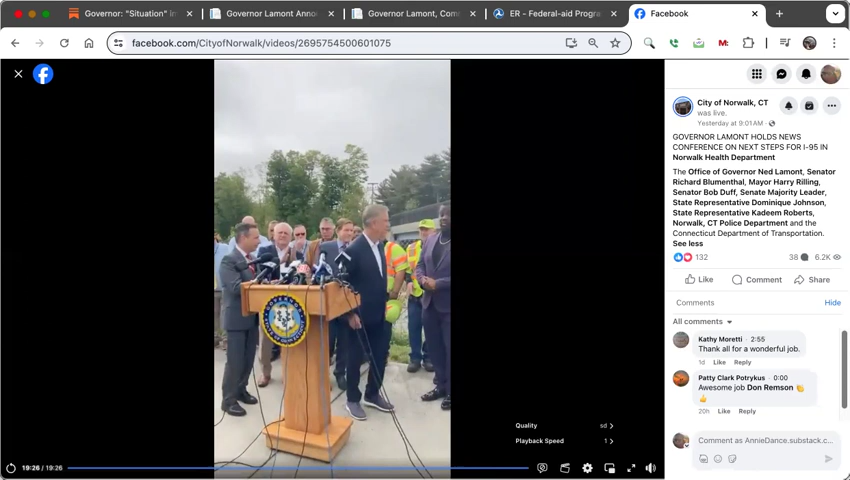 Governor: "Situation" in
Governor Lamont Anno
Governor Lamont, Com
ER - Federal-aid Progra
Facebook
facebook.com/CityofNorwalk/videos/2695754500601075
City of Norwalk, CT
was live.
Yesterday at 9:01 AM
GOVERNOR LAMONT HOLDS NEWS
CONFERENCE ON NEXT STEPS FOR I-95 IN
Norwalk Health Department
The Office of Governor Ned Lamont, Senator
Richard Blumenthal, Mayor Harry Rilling,
Senator Bob Duff, Senate Majority Leader,
State Representative Dominique Johnson,
State Representative Kadeem Roberts,
Norwalk, CT Police Department and the
Connecticut Department of Transportation.
See less
132
38
6.2K
Like
Comment
Share
Comments
Hide
All comments
Kathy Moretti · 2:55
Thank all for a wonderful job.
1d Like Reply
Patty Clark Potrykus · 0:00
Awesome job Don Remson 👏
👍
20h Like Reply
Quality sd
Playback Speed 1
Comment as AnnieDance.substack.c...
19:26 / 19:26